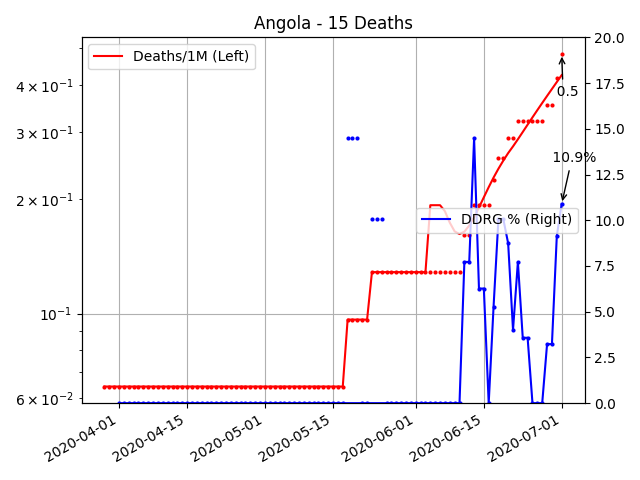 Angola - 15 Deaths
Deaths/1M (Left)
DDRG % (Right)
0.5
10.9%
4 × 10⁻¹
3 × 10⁻¹
2 × 10⁻¹
10⁻¹
6 × 10⁻²
20.0
17.5
15.0
12.5
10.0
7.5
5.0
2.5
0.0
2020-04-01
2020-04-15
2020-05-01
2020-05-15
2020-06-01
2020-06-15
2020-07-01